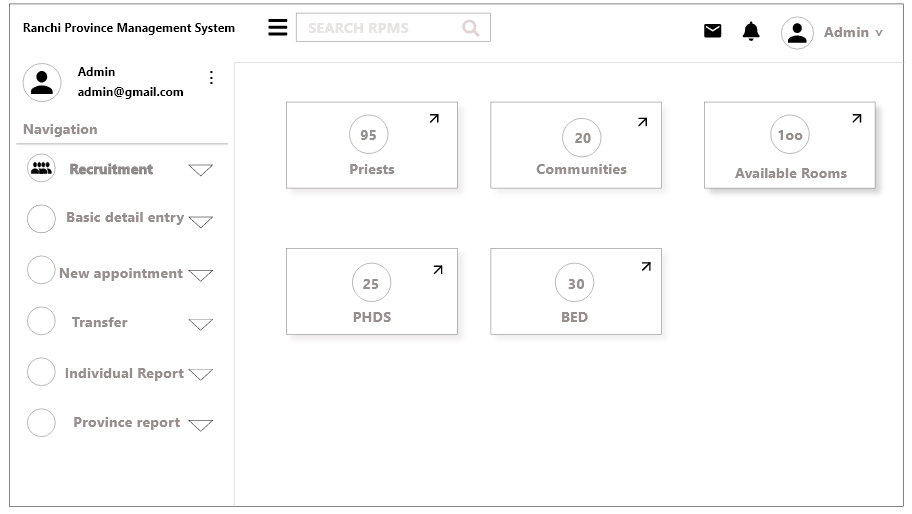 Ranchi Province Management System
SEARCH RPMS
Admin v
Admin
admin@gmail.com
Navigation
Recruitment
Basic detail entry
New appointment
Transfer
Individual Report
Province report
95
Priests
20
Communities
1oo
Available Rooms
25
PHDS
30
BED